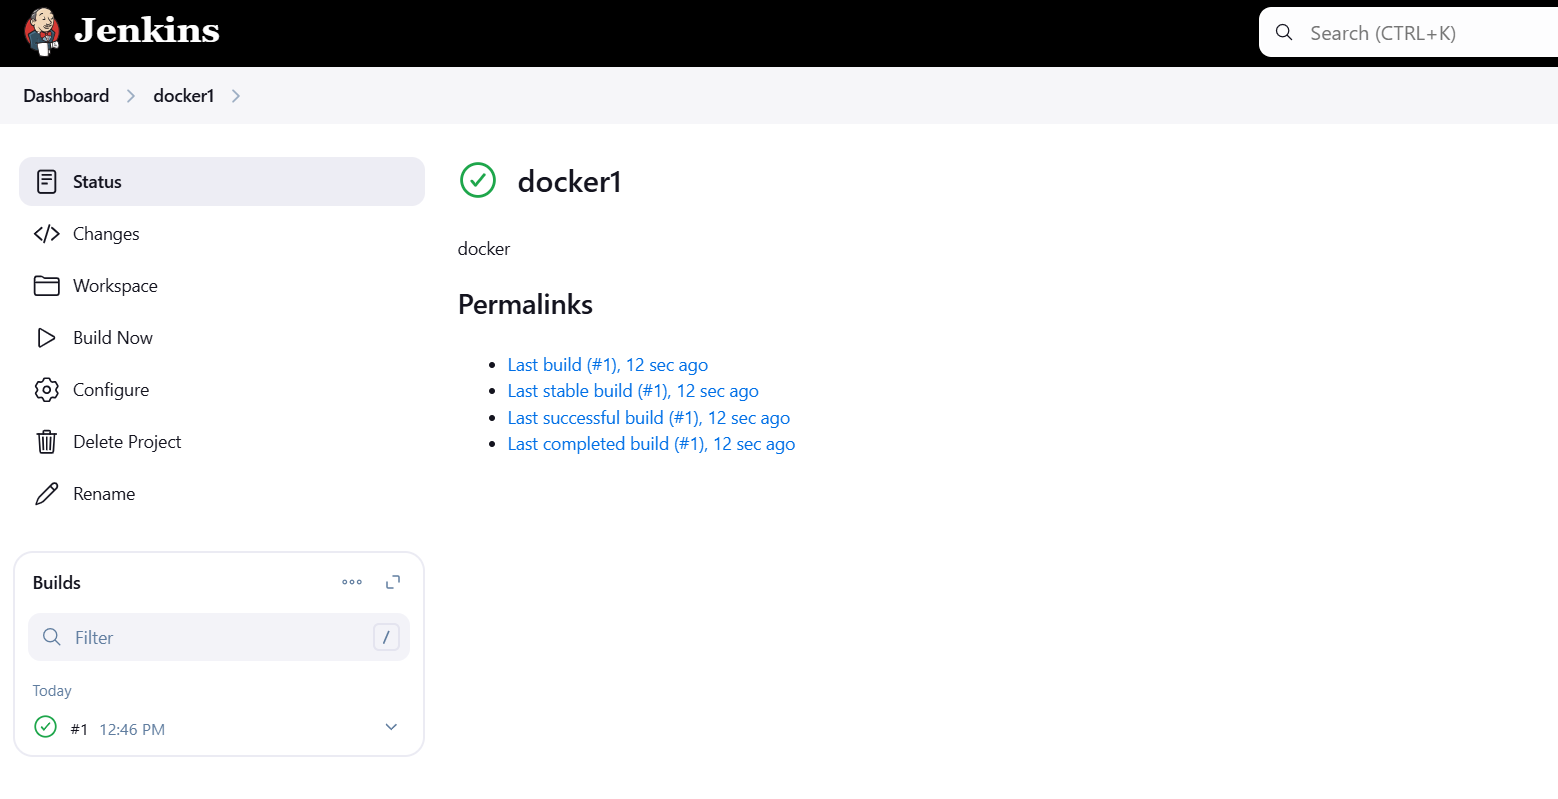 Jenkins
Search (CTRL+K)
Dashboard docker1
Status
Changes
Workspace
Build Now
Configure
Delete Project
Rename
Builds
Filter /
Today
#1 12:46 PM
docker1
docker
Permalinks
Last build (#1), 12 sec ago
Last stable build (#1), 12 sec ago
Last successful build (#1), 12 sec ago
Last completed build (#1), 12 sec ago